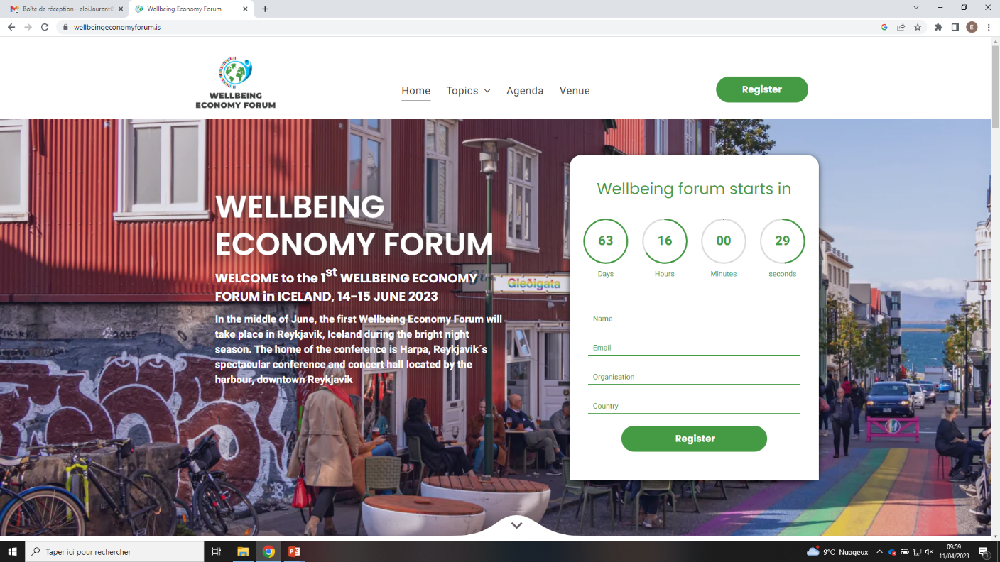 Boîte de réception - eloi.laurent@
Wellbeing Economy Forum
wellbeingeconomyforum.is
E
WELLBEING
ECONOMY FORUM
Home
Topics
Agenda
Venue
Register
WELLBEING
ECONOMY FORUM
WELCOME to the 1st WELLBEING ECONOMY
FORUM in ICELAND, 14-15 JUNE 2023
In the middle of June, the first Wellbeing Economy Forum will
take place in Reykjavik, Iceland during the bright night
season. The home of the conference is Harpa, Reykjavik´s
spectacular conference and concert hall located by the
harbour, downtown Reykjavik
Gleðigata
2025
Wellbeing forum starts in
63 16 00 29
Days Hours Minutes seconds
Name
Email
Organisation
Country
Register
Taper ici pour rechercher
9°C Nuageux
09:59
11/04/2023
1